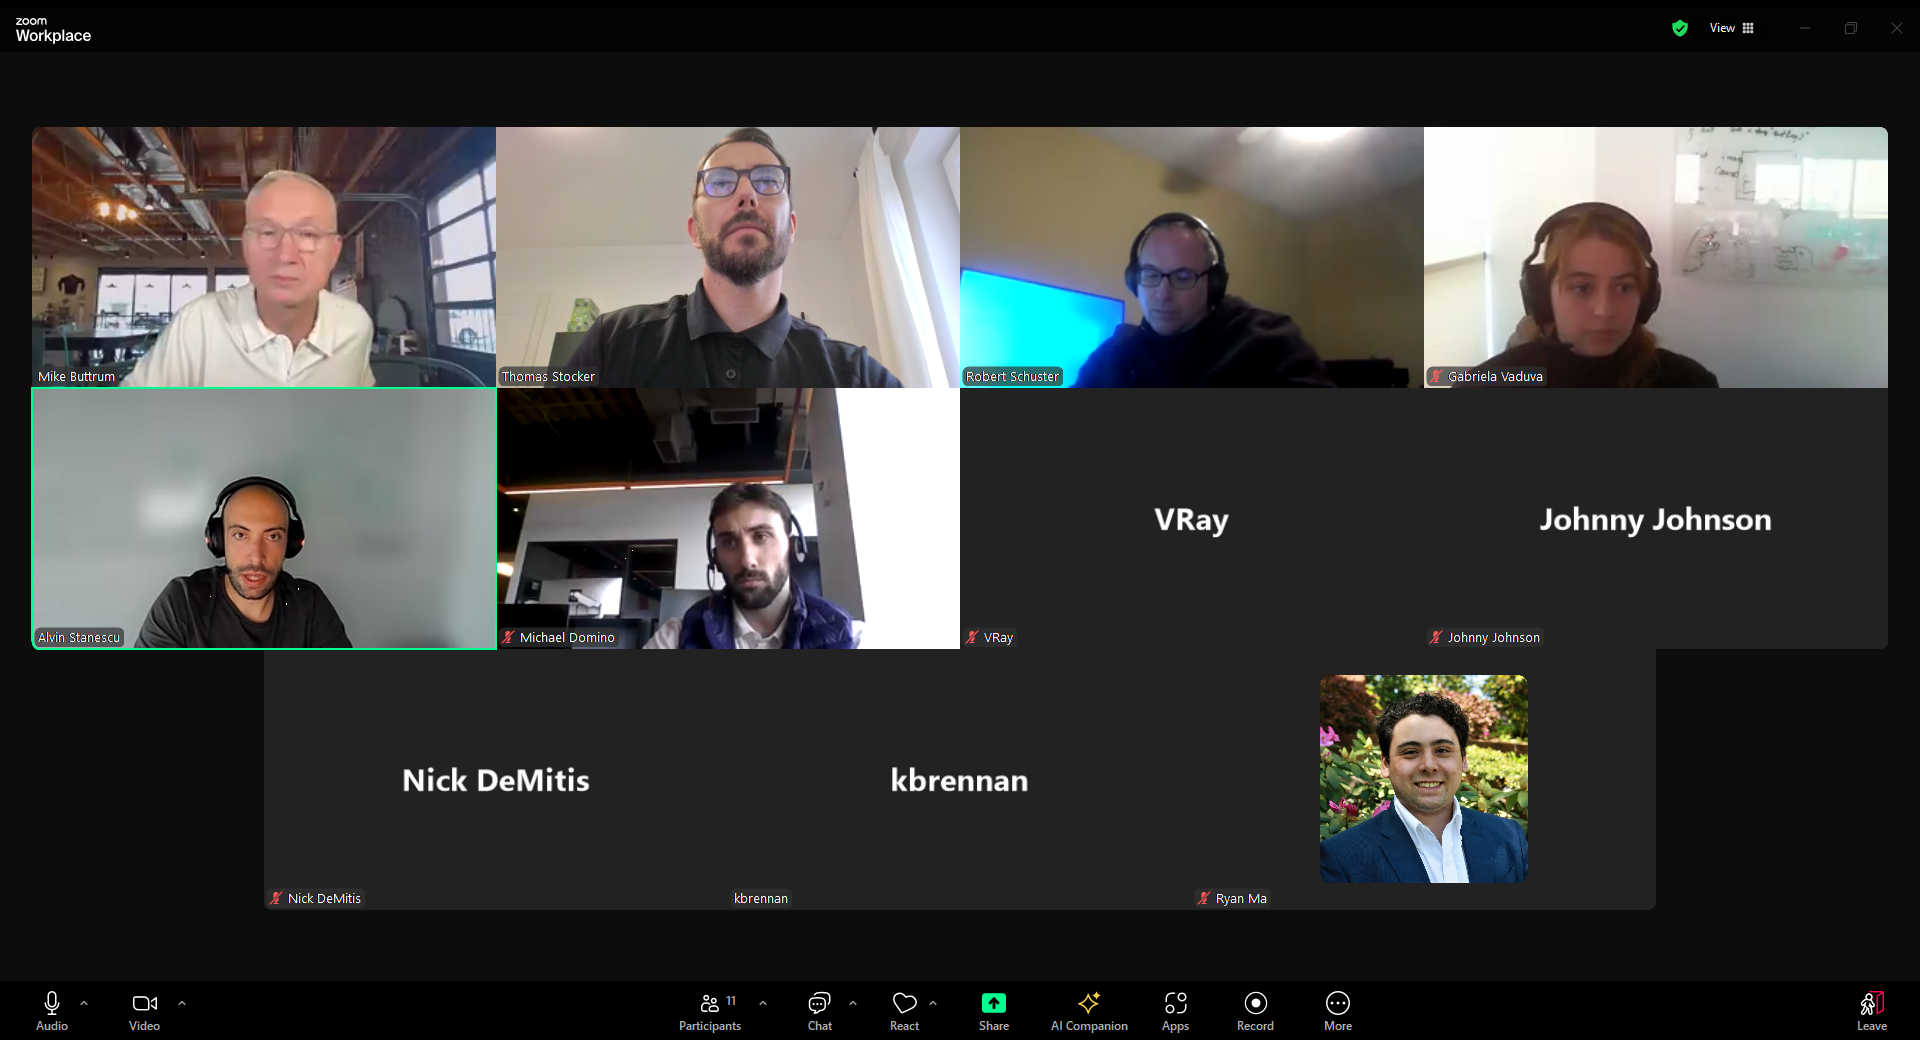 zoom
Workplace
View
Mike Buttrum
Thomas Stocker
Robert Schuster
Gabriela Vaduva
VRay
Johnny Johnson
Alvin Stanescu
Michael Domino
VRay
Johnny Johnson
Nick DeMitis
kbrennan
Nick DeMitis
kbrennan
Ryan Ma
Audio
Video
Participants 11
Chat
React
Share
AI Companion
Apps
Record
More
Leave